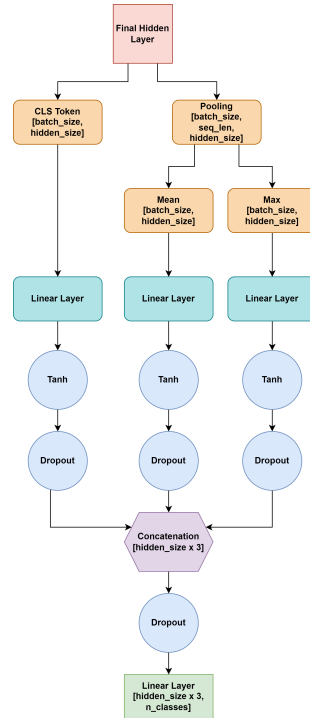 Final Hidden
Layer
CLS Token
[batch_size,
hidden_size]
Pooling
[batch_size,
seq_len,
hidden_size]
Mean
[batch_size,
hidden_size]
Max
[batch_size,
hidden_size]
Linear Layer
Linear Layer
Linear Layer
Tanh
Tanh
Tanh
Dropout
Dropout
Dropout
Concatenation
[hidden_size x 3]
Dropout
Linear Layer
[hidden_size x 3,
n_classes]